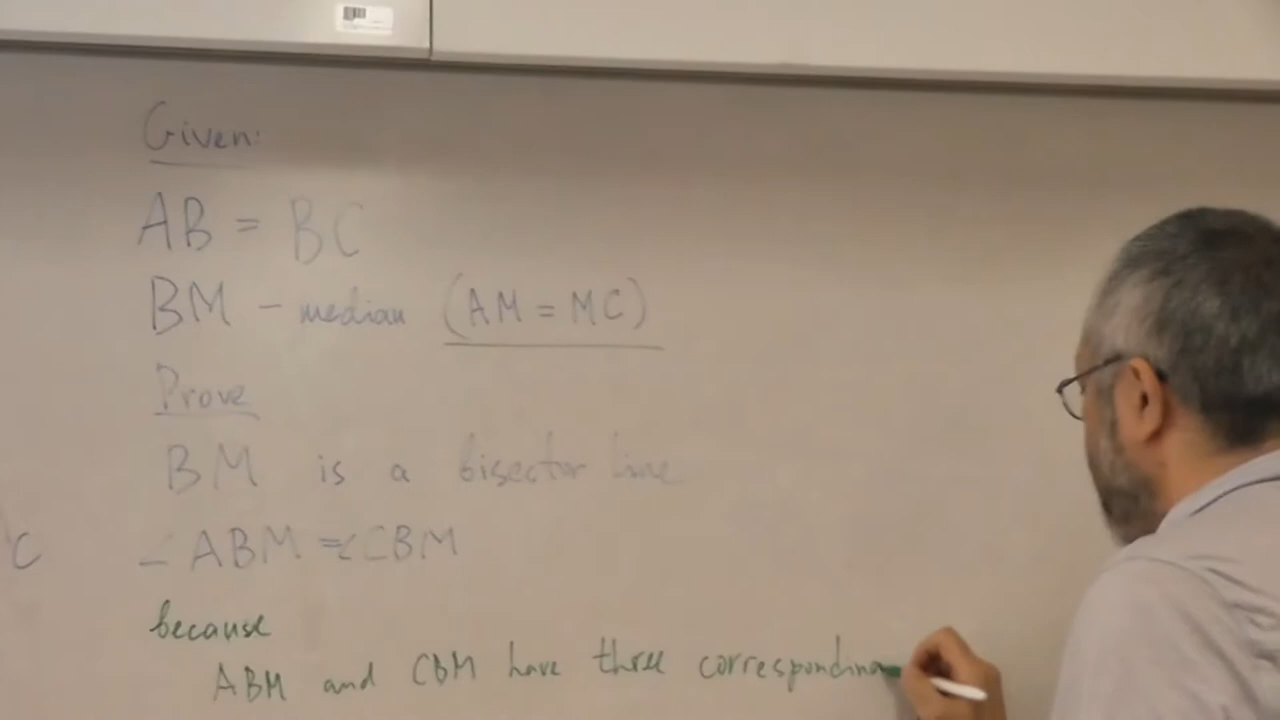 Given:
AB = BC
BM - median (AM = MC)
Prove
BM is a bisector line
C
∠ ABM = ∠CBM
because
ABM and CBM have three corresponding